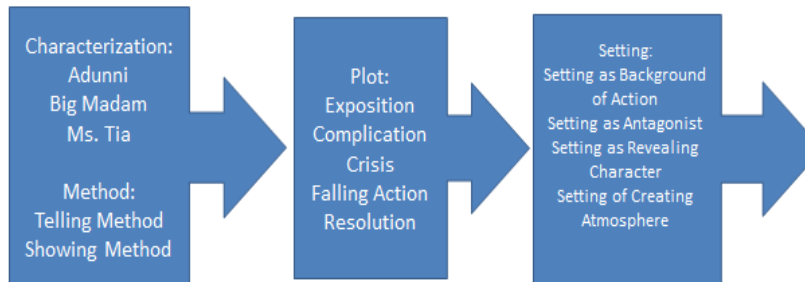 Characterization:
Adunni
Big Madam
Ms. Tia
Method:
Telling Method
Showing Method
Plot:
Exposition
Complication
Crisis
Falling Action
Resolution
Setting:
Setting as Background
of Action
Setting as Antagonist
Setting as Revealing
Character
Setting of Creating
Atmosphere